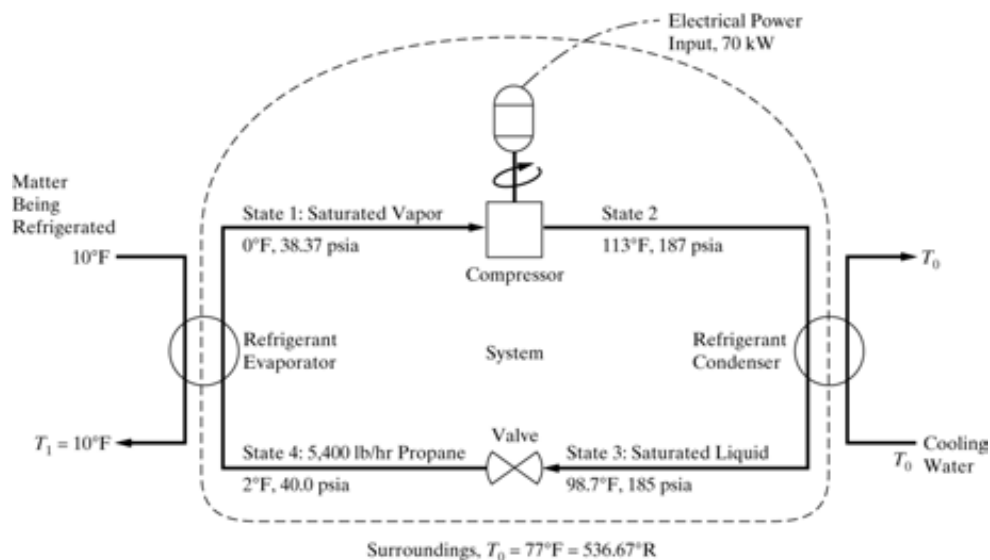 Electrical Power
Input, 70 kW
Matter
Being
Refrigerated
10°F
State 1: Saturated Vapor
0°F, 38.37 psia
State 2
113°F, 187 psia
Compressor
T₀
Refrigerant
Evaporator
System
Refrigerant
Condenser
T₁ = 10°F
State 4: 5,400 lb/hr Propane
2°F, 40.0 psia
Valve
State 3: Saturated Liquid
98.7°F, 185 psia
T₀
Cooling
Water
Surroundings, T₀ = 77°F = 536.67°R